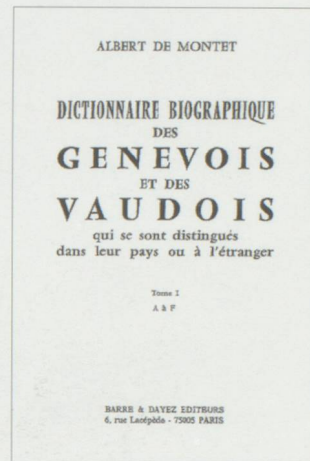 ALBERT DE MONTET
DICTIONNAIRE BIOGRAPHIQUE
DES
GENEVOIS
ET DES
VAUDOIS
qui se sont distingués
dans leur pays ou à l'étranger
Tome I
A à F
BARRE & DAYEZ EDITEURS
6, rue Lacépède - 75005 PARIS